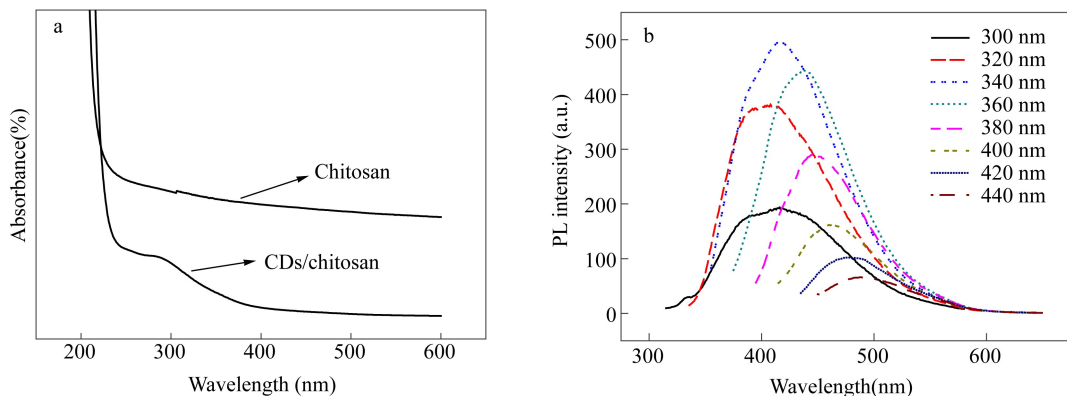 a
Absorbance(%)
Chitosan
CDs/chitosan
200 300 400 500 600
Wavelength (nm)
b
PL intensity (a.u.)
500
400
300
200
100
0
300 nm
320 nm
340 nm
360 nm
380 nm
400 nm
420 nm
440 nm
300 400 500 600
Wavelength(nm)